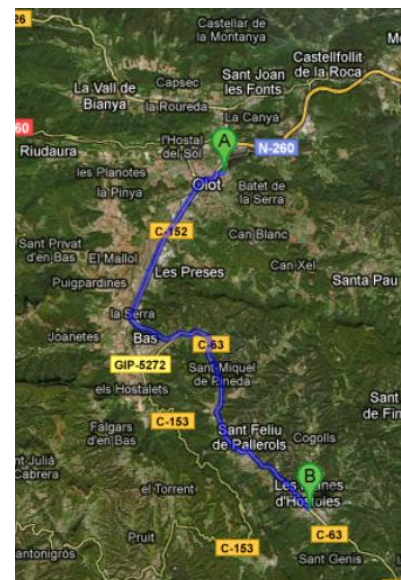 26
Castellar de
la Montanya
Castellfollit
de la Roca
Capsec
Sant Joan
les Fonts
La Vall de
Bianya
la Roureda
La Canya
60
Riudaura
l'Hostal
del Sol
A
N-260
les Planotes
la Pinya
Olot
Batet de
la Serra
C-152
Can Blanc
Sant Privat
d'en Bas
El Mallol
Les Preses
Can Xel
Puigpardines
Santa Pau
la Serra
Joanetes
Bas
C-63
GIP-5272
Sant Miquel
de Pineda
els Hostalets
C-153
Sant
de Fin
Falgars
d'en Bas
Sant Feliu
de Pallerols
Cogolls
nt Julià
Cabrera
el Torrent
B
Les Planes
d'Hostoles
Pruit
C-63
antonigròs
C-153
Sant Genís